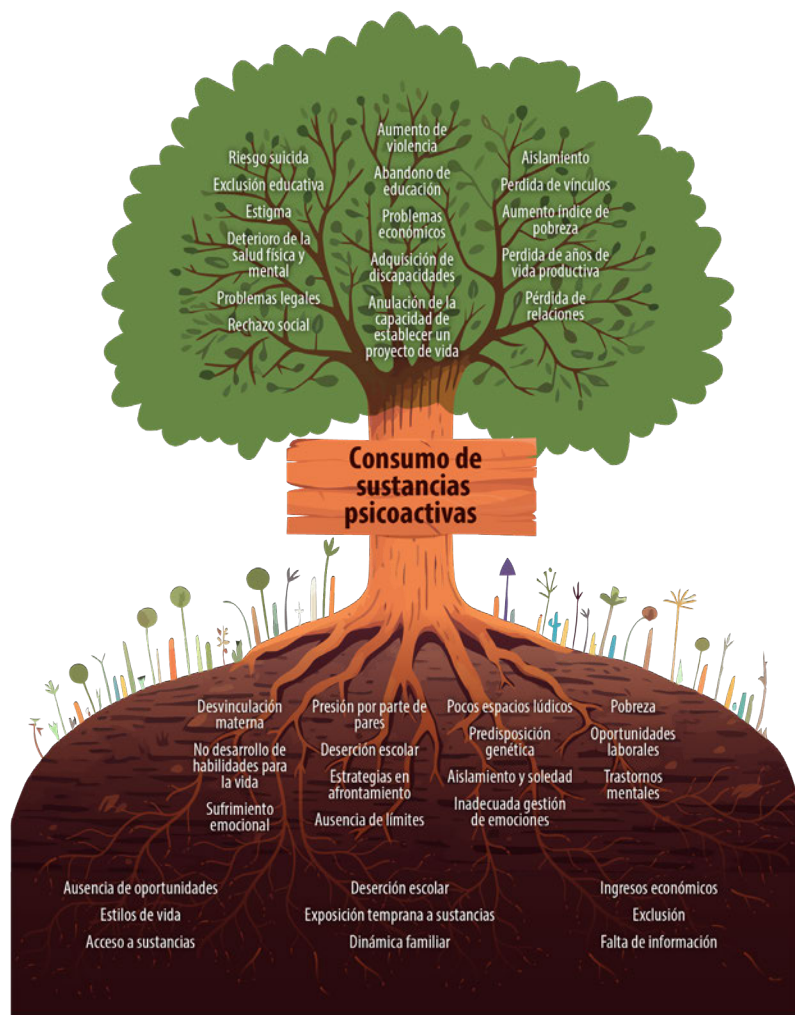 Riesgo suicida
Exclusión educativa
Estigma
Deterioro de la
salud física y
mental
Problemas legales
Rechazo social
Aumento de
violencia
Abandono de
educación
Problemas
económicos
Adquisición de
discapacidades
Anulación de la
capacidad de
establecer un
proyecto de vida
Aislamiento
Perdida de vínculos
Aumento índice de
pobreza
Perdida de años de
vida productiva
Pérdida de
relaciones
Consumo de
sustancias
psicoactivas
Desvinculación
materna
No desarrollo de
habilidades para
la vida
Sufrimiento
emocional
Presión por parte de
pares
Deserción escolar
Estrategias en
afrontamiento
Ausencia de límites
Pocos espacios lúdicos
Predisposición
genética
Aislamiento y soledad
Inadecuada gestión
de emociones
Pobreza
Oportunidades
laborales
Trastornos
mentales
Ausencia de oportunidades
Estilos de vida
Acceso a sustancias
Deserción escolar
Exposición temprana a sustancias
Dinámica familiar
Ingresos económicos
Exclusión
Falta de información